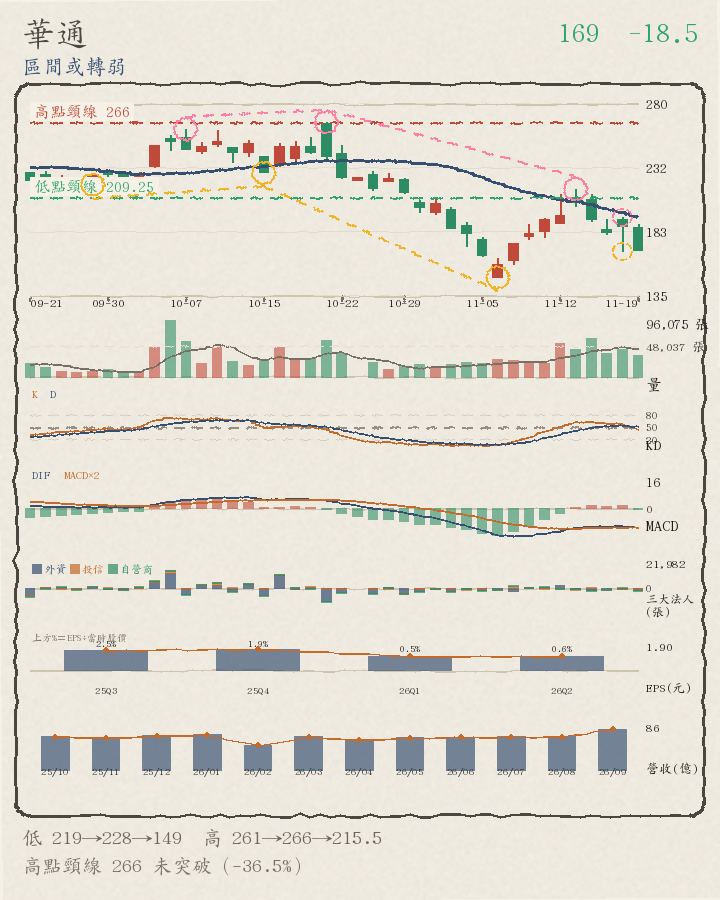 華通
169 -18.5
區間或轉弱
高點頸線 266
低點頸線 209.25
280
232
183
135
09-21 09-30 10-07 10-15 10-22 10-29 11-05 11-12 11-19
96,075 張
48,037 張
量
K D
80
50
20
KD
DIF MACD×2
16
0
MACD
外資 投信 自營商
21,982
0
三大法人
(張)
上方%=EPS÷當時股價
2.5% 1.9% 0.5% 0.6%
1.90
25Q3 25Q4 26Q1 26Q2
EPS(元)
86
25/10 25/11 25/12 26/01 26/02 26/03 26/04 26/05 26/06 26/07 26/08 26/09
營收(億)
低 219→228→149 高 261→266→215.5
高點頸線 266 未突破 (-36.5%)